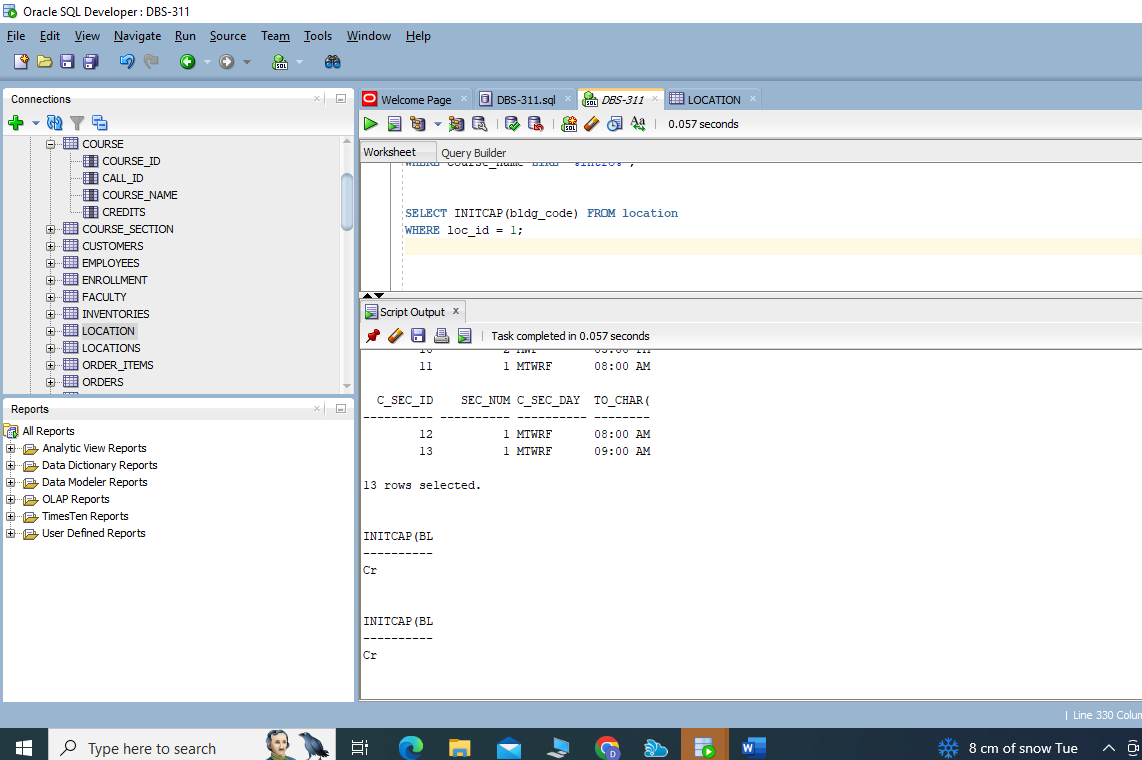 Oracle SQL Developer : DBS-311
File Edit View Navigate Run Source Team Tools Window Help
Connections
COURSE
COURSE_ID
CALL_ID
COURSE_NAME
CREDITS
COURSE_SECTION
CUSTOMERS
EMPLOYEES
ENROLLMENT
FACULTY
INVENTORIES
LOCATION
LOCATIONS
ORDER_ITEMS
ORDERS
Reports
All Reports
Analytic View Reports
Data Dictionary Reports
Data Modeler Reports
OLAP Reports
TimesTen Reports
User Defined Reports
Welcome Page DBS-311.sql DBS-311 LOCATION
0.057 seconds
Worksheet Query Builder
SELECT INITCAP(bldg_code) FROM location
WHERE loc_id = 1;
Script Output
Task completed in 0.057 seconds
11 1 MTWRF 08:00 AM
C_SEC_ID SEC_NUM C_SEC_DAY TO_CHAR(
---------- ---------- ---------- --------
12 1 MTWRF 08:00 AM
13 1 MTWRF 09:00 AM
13 rows selected.
INITCAP(BL
----------
Cr
INITCAP(BL
----------
Cr
Line 330 Colum
Type here to search
8 cm of snow Tue